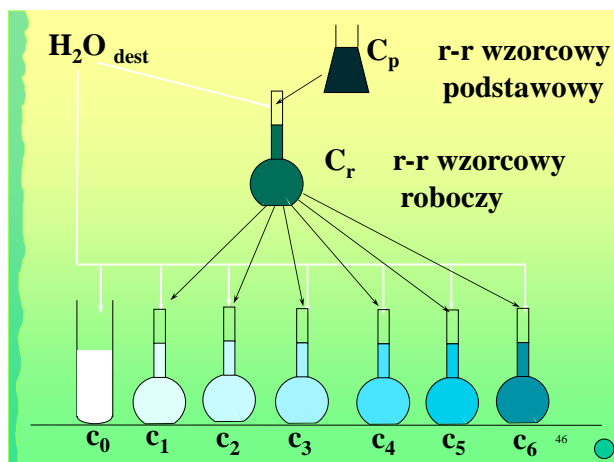 H₂O dest
Cₚ
r-r wzorcowy
podstawowy
Cᵣ
r-r wzorcowy
roboczy
c₀ c₁ c₂ c₃ c₄ c₅ c₆ 46